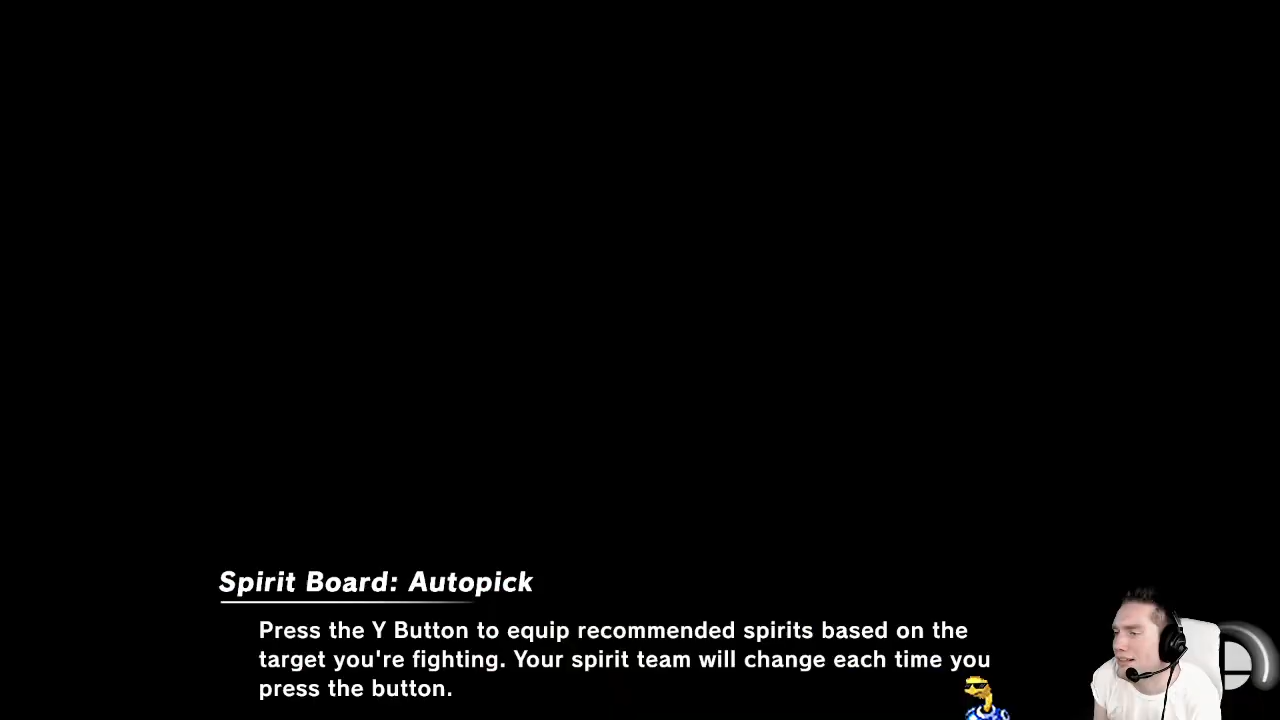 Spirit Board: Autopick
Press the Y Button to equip recommended spirits based on the
target you're fighting. Your spirit team will change each time you
press the button.